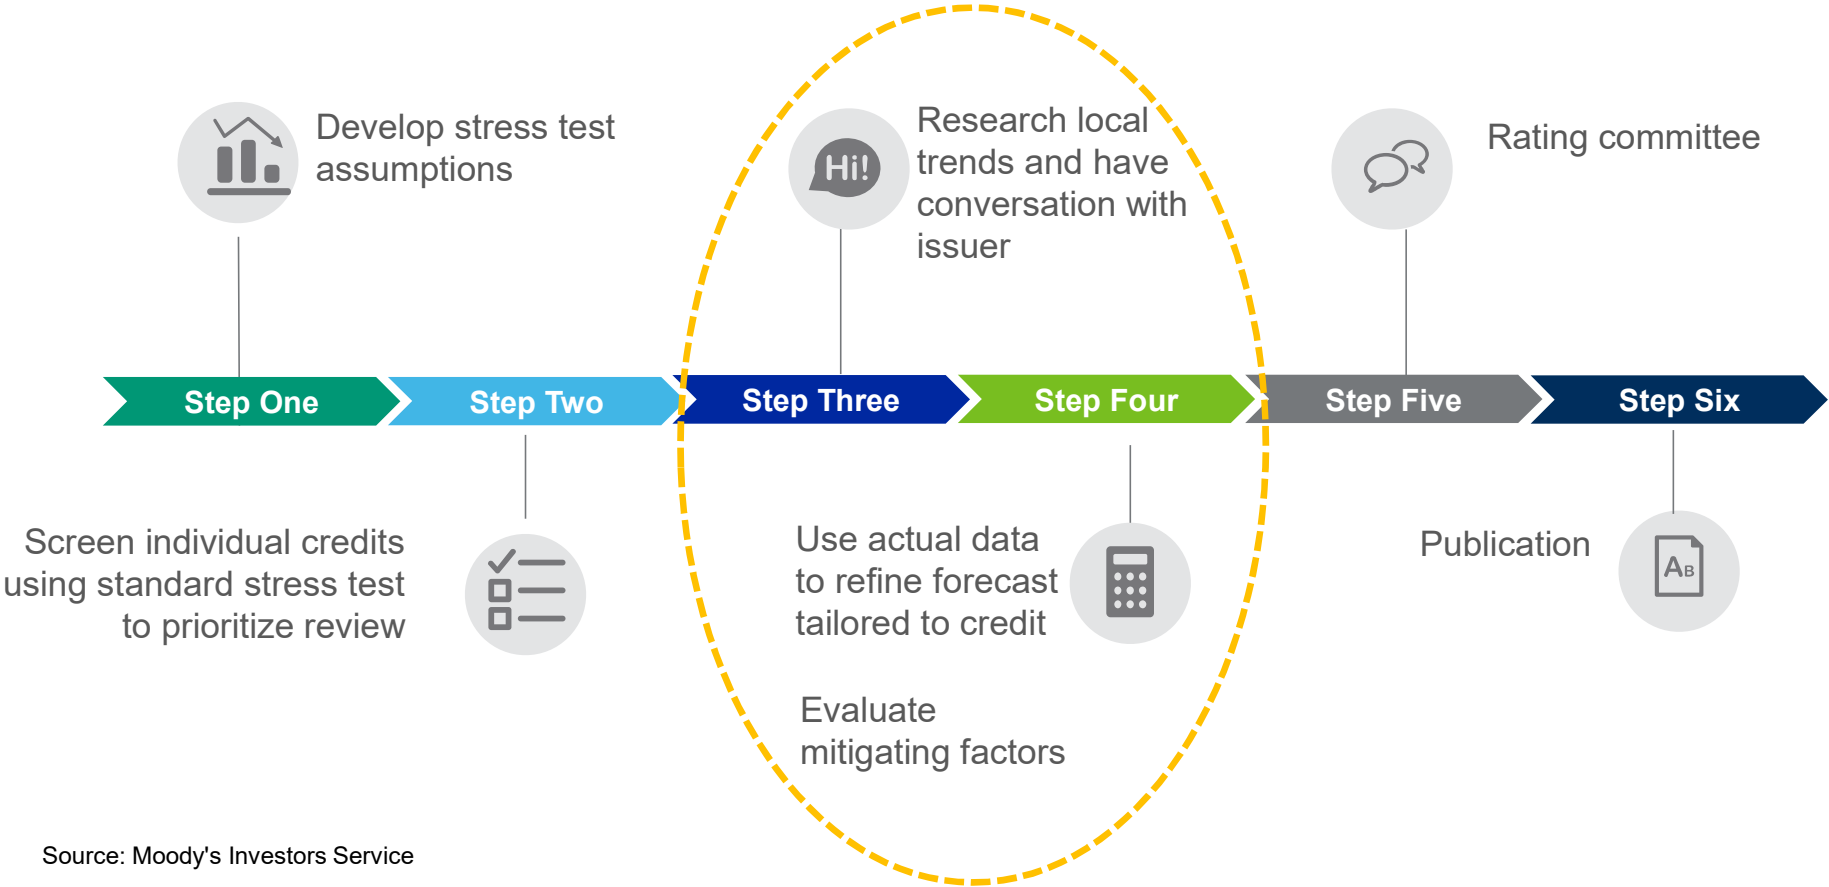 Develop stress test
assumptions
Hi!
Research local
trends and have
conversation with
issuer
Rating committee
Step One
Step Two
Step Three
Step Four
Step Five
Step Six
Screen individual credits
using standard stress test
to prioritize review
Use actual data
to refine forecast
tailored to credit
Evaluate
mitigating factors
Publication
AB
Source: Moody's Investors Service